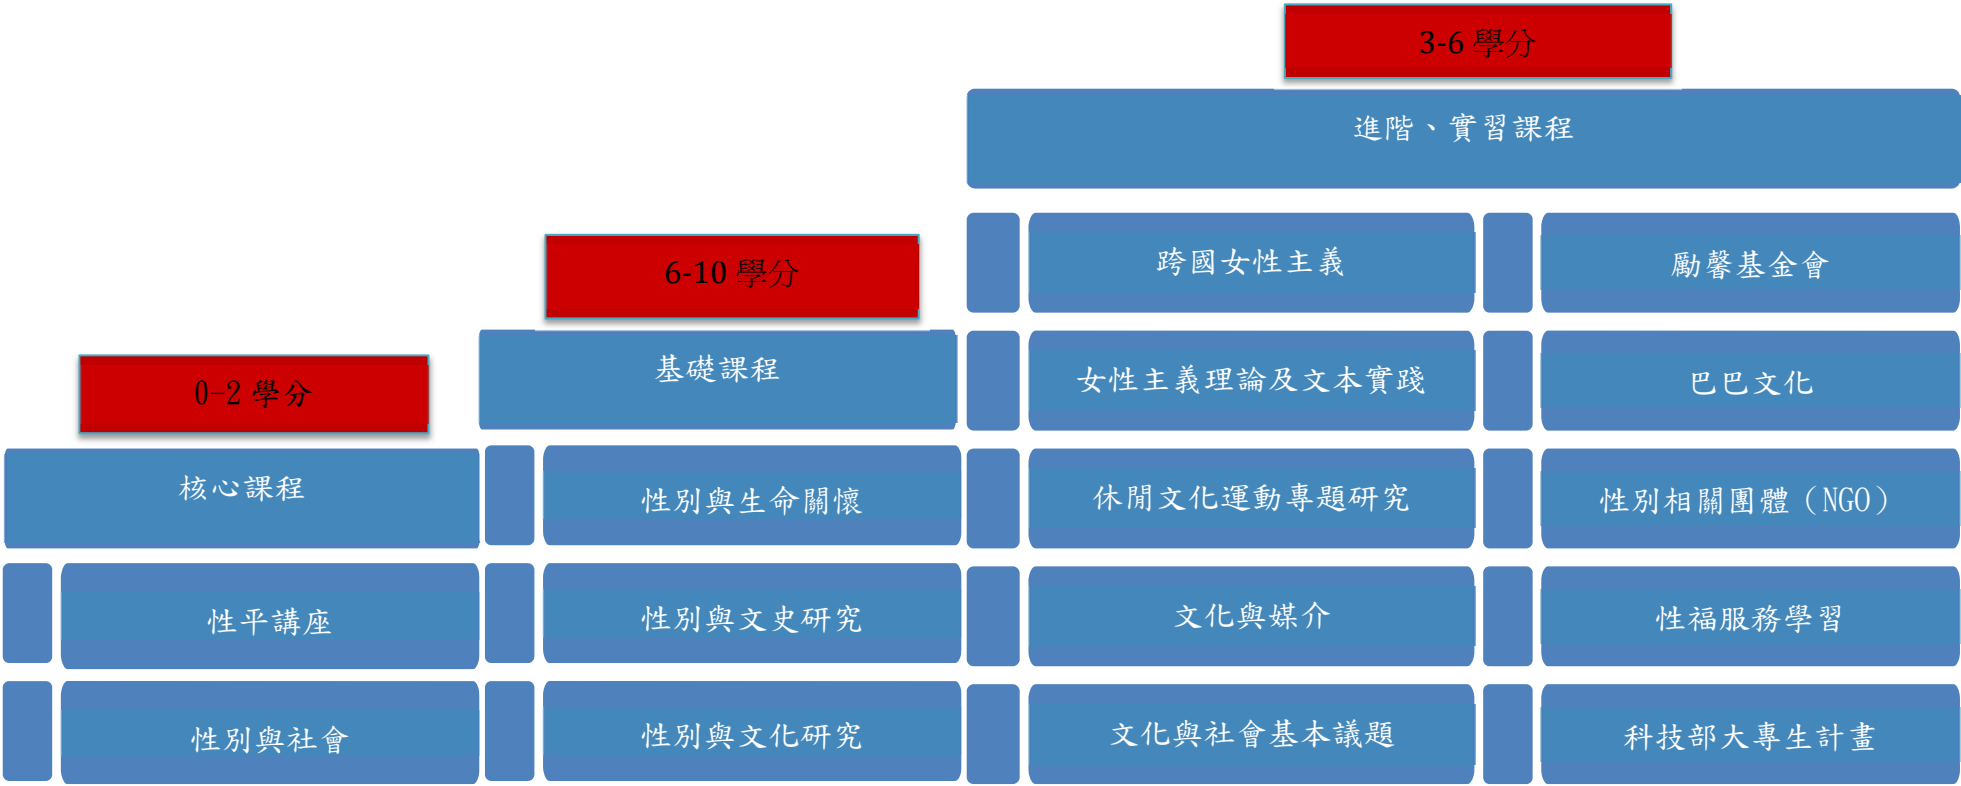 3-6 學分
進階、實習課程
跨國女性主義
勵馨基金會
6-10 學分
基礎課程
女性主義理論及文本實踐
巴巴文化
0-2 學分
核心課程
性別與生命關懷
休閒文化運動專題研究
性別相關團體（NGO）
性平講座
性別與文史研究
文化與媒介
性福服務學習
性別與社會
性別與文化研究
文化與社會基本議題
科技部大專生計畫